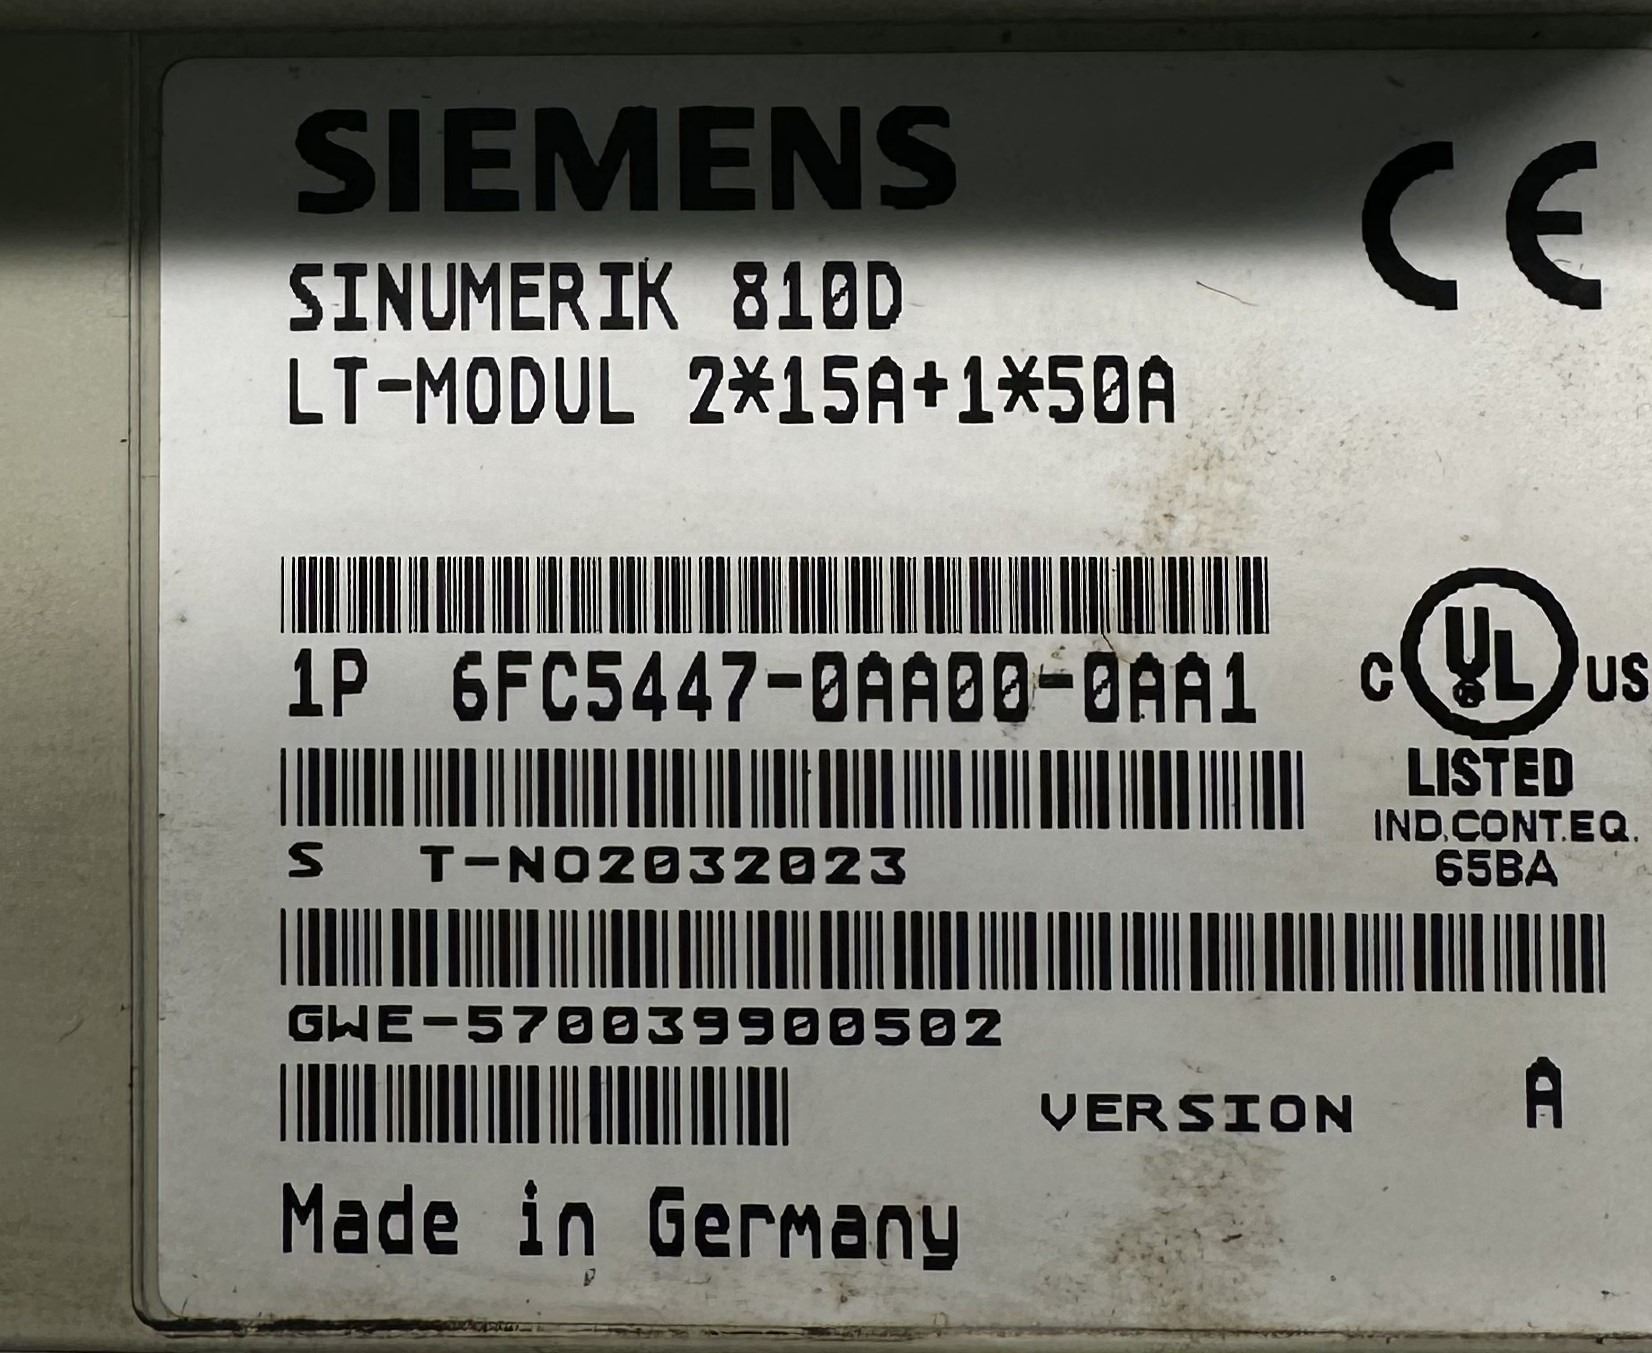 SIEMENS
CE
SINUMERIK 810D
LT-MODUL 2*15A+1*50A
1P 6FC5447-0AA00-0AA1
C UL US
LISTED
IND.CONT.EQ.
65BA
S T-NO2032023
GWE-570039900502
VERSION A
Made in Germany